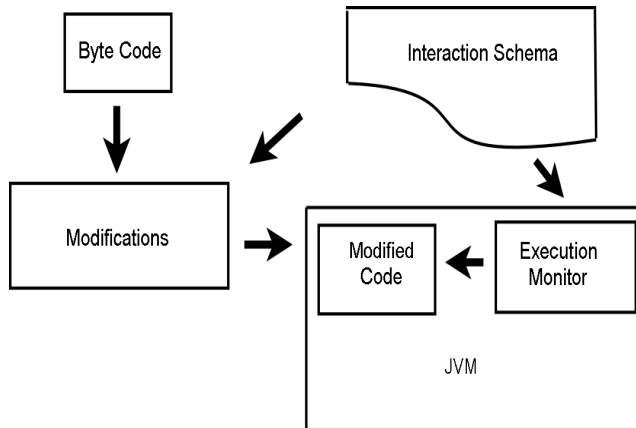 Byte Code
Interaction Schema
Modifications
Modified
Code
Execution
Monitor
JVM